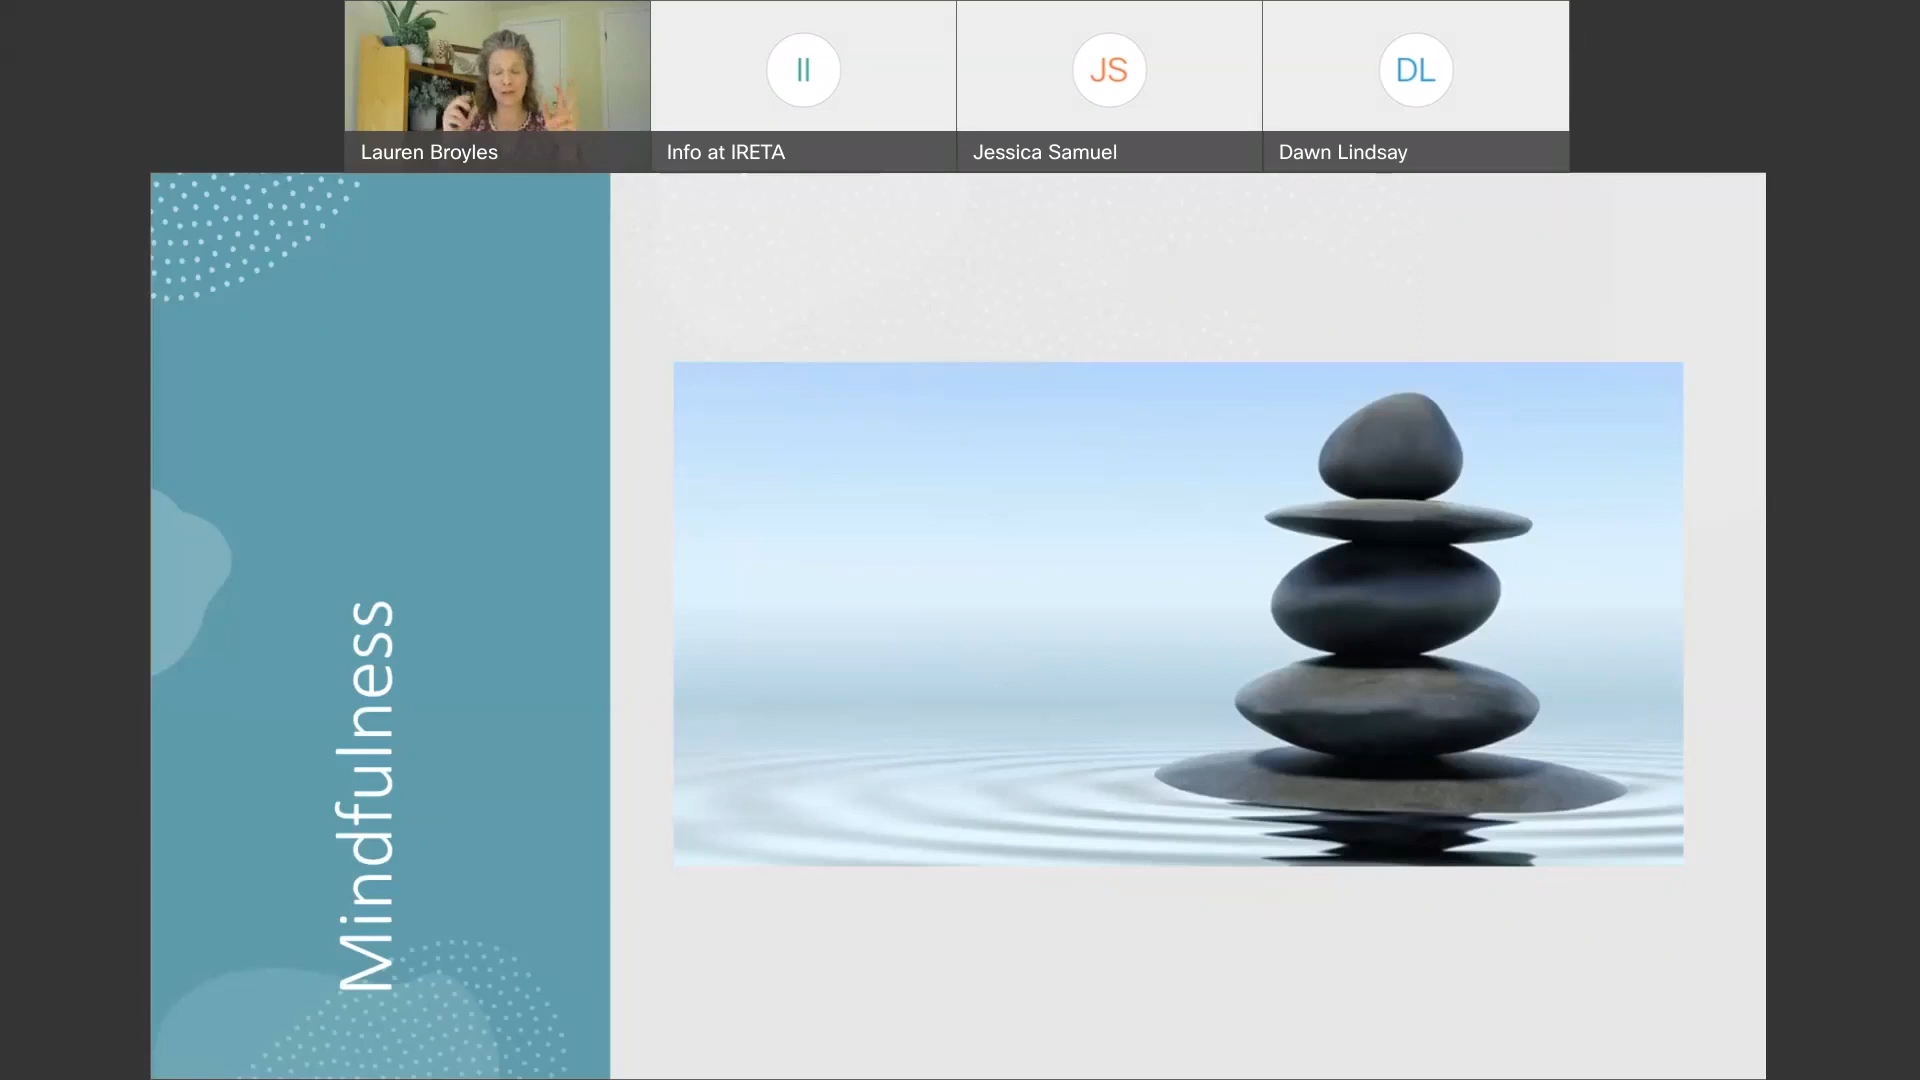 II
JS
DL
Lauren Broyles
Info at IRETA
Jessica Samuel
Dawn Lindsay
Mindfulness